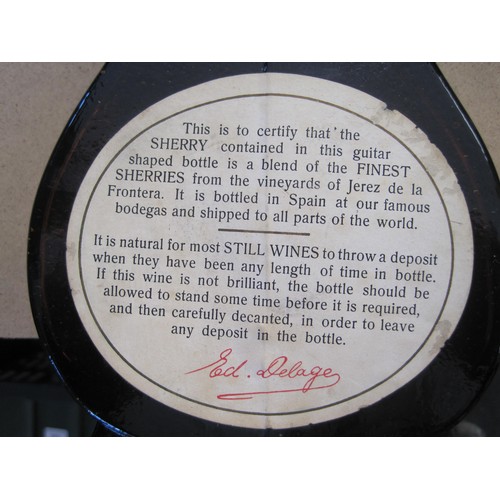 This is to certify that the
SHERRY contained in this guitar
shaped bottle is a blend of the FINEST
SHERRIES from the vineyards of Jerez de la
Frontera. It is bottled in Spain at our famous
bodegas and shipped to all parts of the world.
It is natural for most STILL WINES to throw a deposit
when they have been any length of time in bottle.
If this wine is not brilliant, the bottle should be
allowed to stand some time before it is required,
and then carefully decanted, in order to leave
any deposit in the bottle.
Ed. Delage